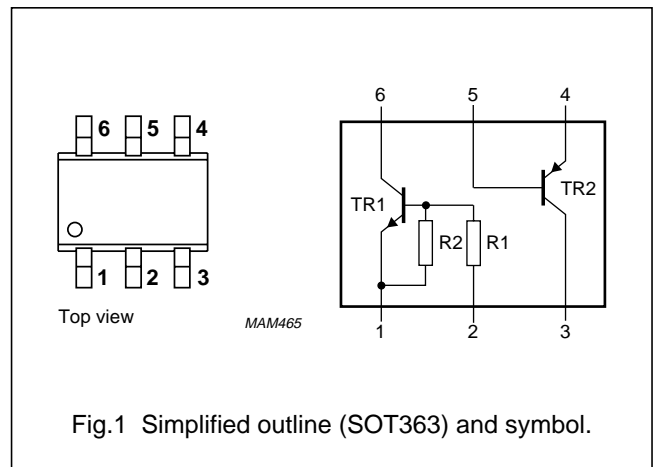 6 5 4
1 2 3
Top view
MAM465
6 5 4
TR1
TR2
R2 R1
1 2 3
Fig.1 Simplified outline (SOT363) and symbol.